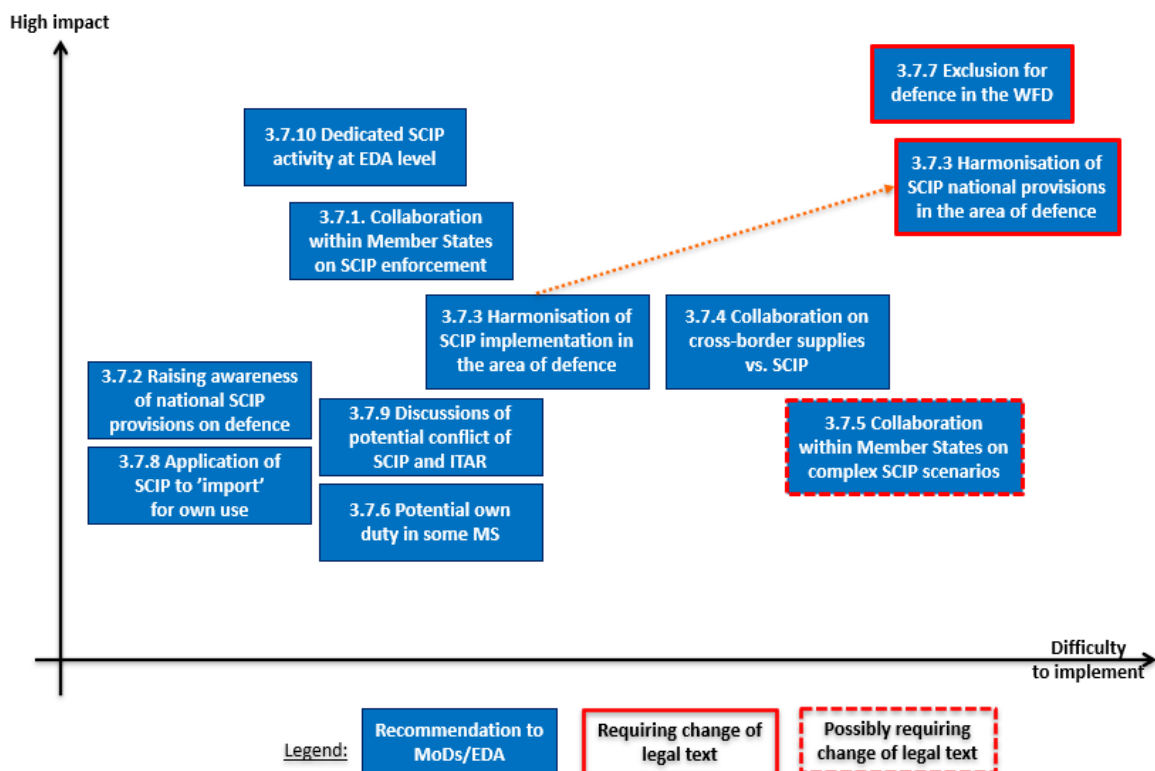 High impact
3.7.7 Exclusion for
defence in the WFD
3.7.10 Dedicated SCIP
activity at EDA level
3.7.3 Harmonisation of
SCIP national provisions
in the area of defence
3.7.1. Collaboration
within Member States
on SCIP enforcement
3.7.3 Harmonisation of
SCIP implementation in
the area of defence
3.7.4 Collaboration on
cross-border supplies
vs. SCIP
3.7.2 Raising awareness
of national SCIP
provisions on defence
3.7.9 Discussions of
potential conflict of
SCIP and ITAR
3.7.5 Collaboration
within Member States on
complex SCIP scenarios
3.7.8 Application of
SCIP to ’import’
for own use
3.7.6 Potential own
duty in some MS
Difficulty
to implement
Legend:
Recommendation to
MoDs/EDA
Requiring change of
legal text
Possibly requiring
change of legal text